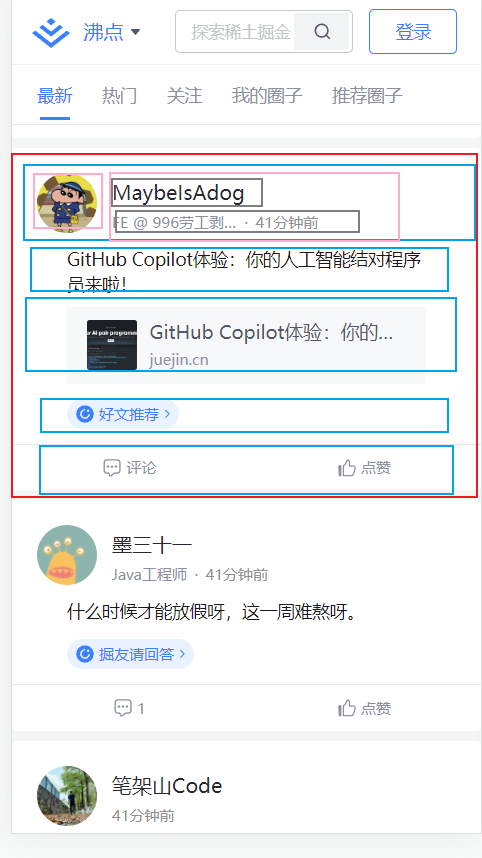 沸点
探索稀土掘金
登录
最新 热门 关注 我的圈子 推荐圈子
MaybeIsAdog
FE @ 996劳工剥... · 41分钟前
GitHub Copilot体验：你的人工智能结对程序
员来啦！
GitHub Copilot体验：你的...
juejin.cn
好文推荐
评论 点赞
墨三十一
Java工程师 · 41分钟前
什么时候才能放假呀，这一周难熬呀。
掘友请回答
1 点赞
笔架山Code
41分钟前